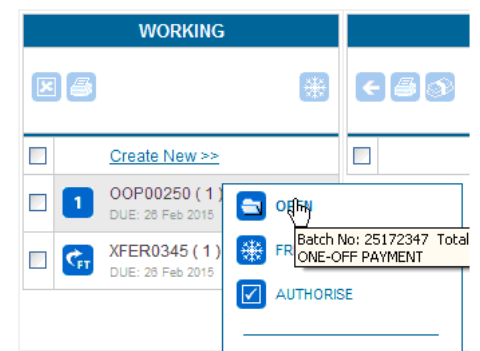 WORKING
Create New >>
1
OOP00250 ( 1 )
DUE: 26 Feb 2015
OPEN
Batch No: 25172347 Total
ONE-OFF PAYMENT
FT
XFER0345 ( 1 )
DUE: 26 Feb 2015
FR
AUTHORISE